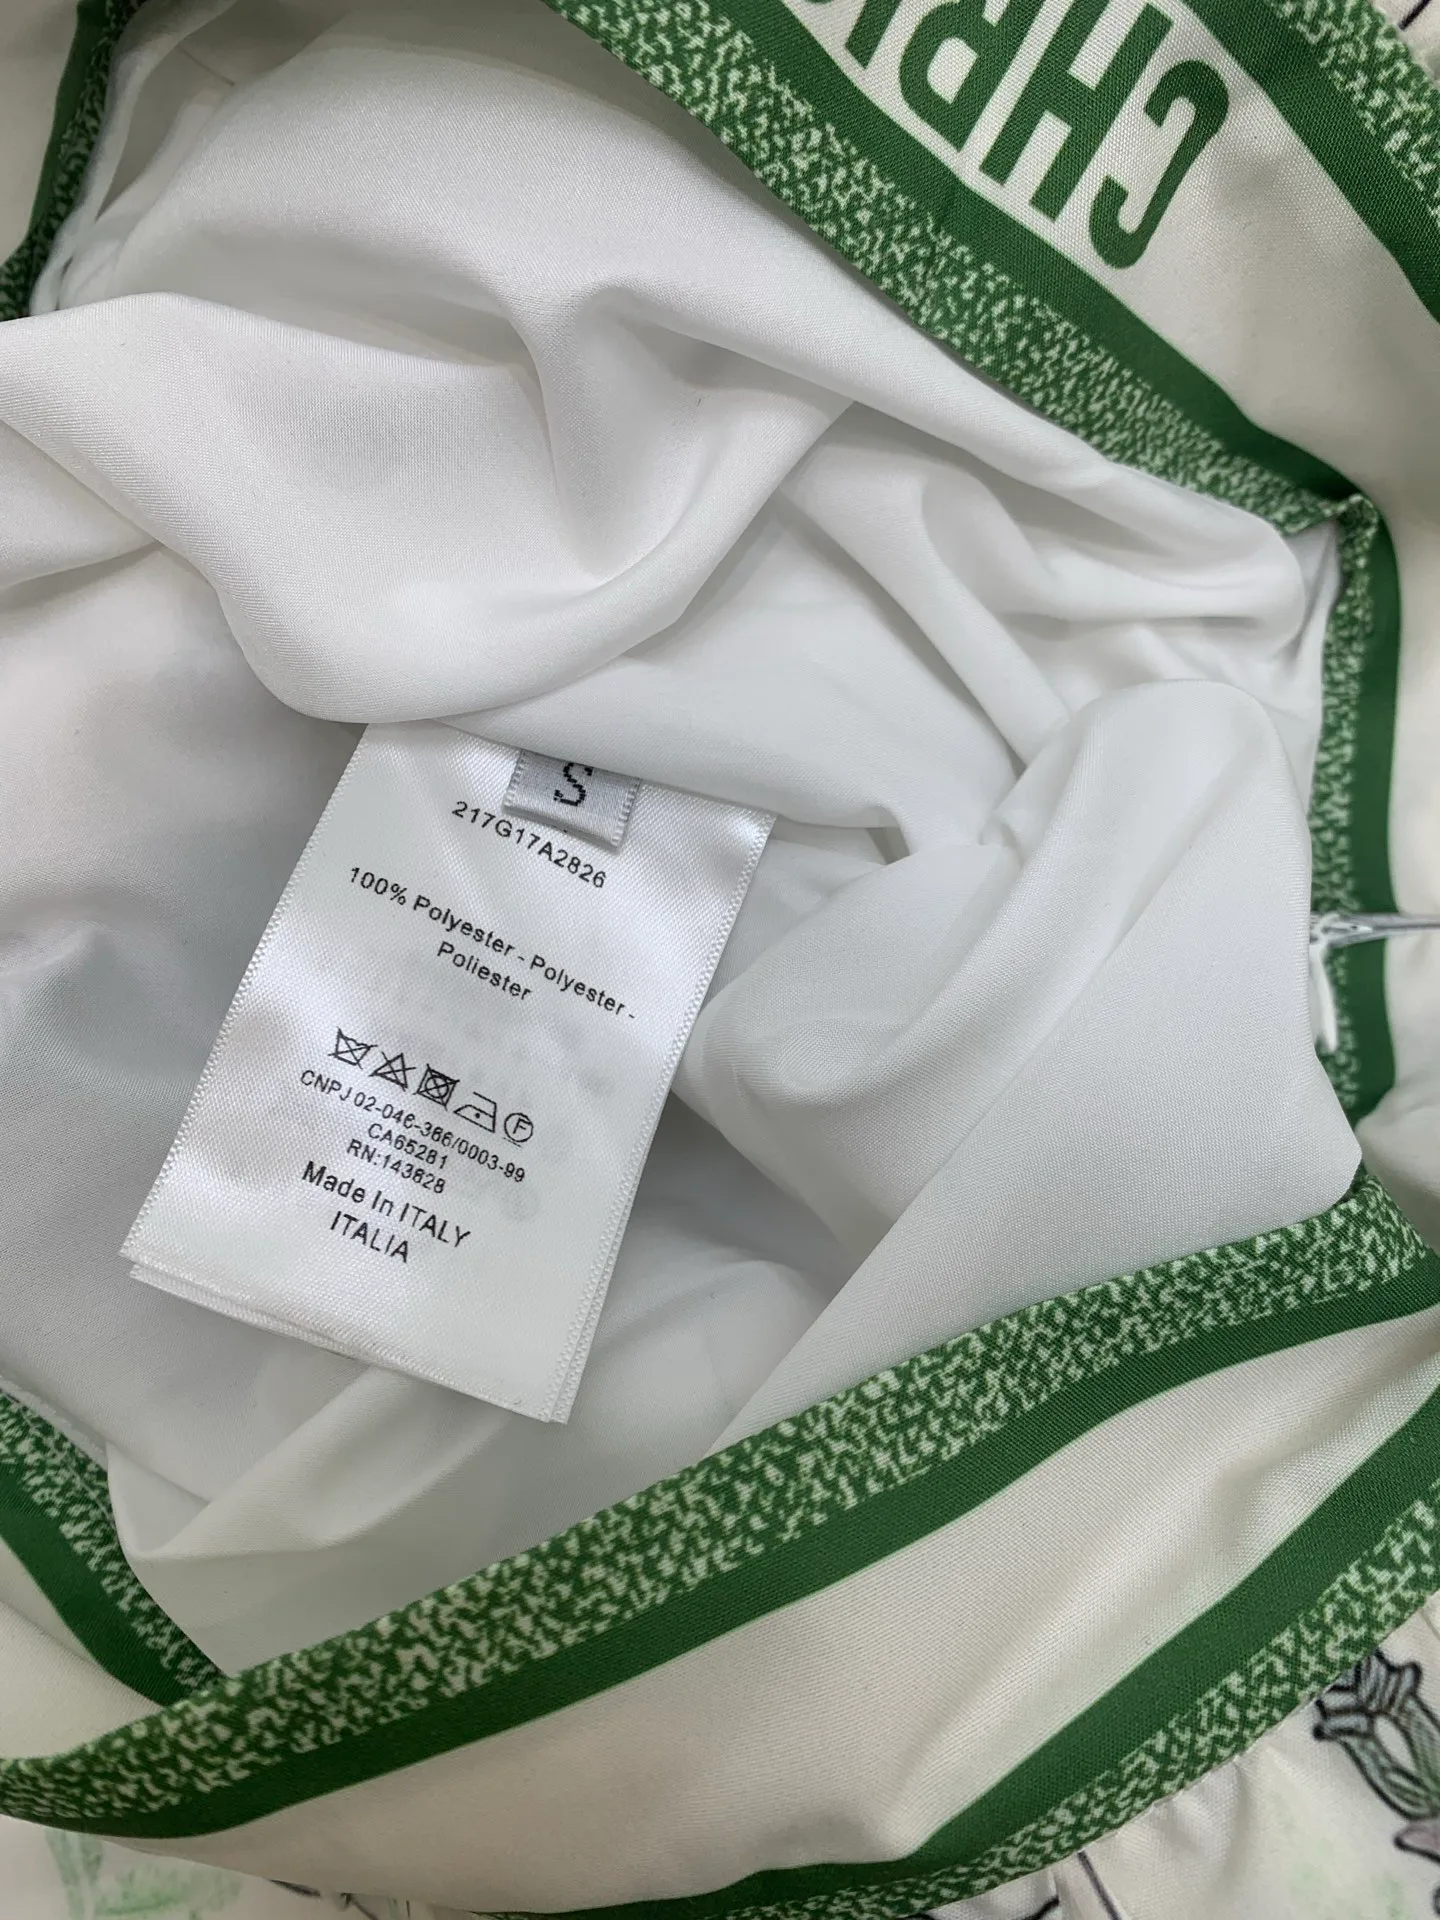 CHRI
S
217G17A2826
100% Polyester - Polyester -
Poliester
F
CNPJ 02-046-366/0003-99
CA65281
RN:143828
Made In ITALY
ITALIA